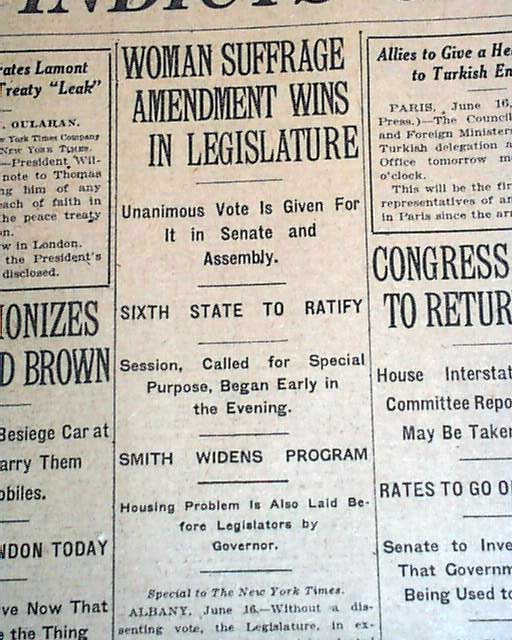 INDICTS
ates Lamont
Treaty "Leak"
. OULAHAN.
w York Times Company
New York Times.
—President Wil-
note to Thomas
ng him of any
each of faith in
he peace treaty
n.
w in London.
the President's
disclosed.
IONIZES
D BROWN
Besiege Car at
arry Them
obiles.
NDON TODAY
ve Now That
e the Thing
WOMAN SUFFRAGE
AMENDMENT WINS
IN LEGISLATURE
Unanimous Vote Is Given For
It in Senate and
Assembly.
SIXTH STATE TO RATIFY
Session, Called for Special
Purpose, Began Early in
the Evening.
SMITH WIDENS PROGRAM
Housing Problem Is Also Laid Be-
fore Legislators by
Governor.
Special to The New York Times.
ALBANY, June 16.—Without a dis-
senting vote, the Legislature, in ex-
Allies to Give a He
to Turkish En
PARIS, June 16.
Press.)—The Council
and Foreign Minister
Turkish delegation a
Office tomorrow m
o'clock.
This will be the fir
representatives of an
in Paris since the ar
CONGRESS
TO RETUR
House Interstat
Committee Repo
May Be Take
RATES TO GO O
Senate to Inve
That Governm
Being Used to